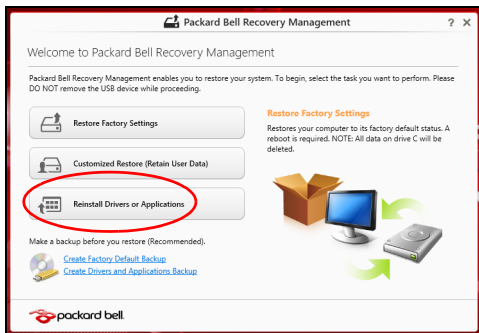 Packard Bell Recovery Management
? X
Welcome to Packard Bell Recovery Management
Packard Bell Recovery Management enables you to restore your system. To begin, select the task you want to perform. Please
DO NOT remove the USB device while proceeding.
Restore Factory Settings
Customized Restore (Retain User Data)
Reinstall Drivers or Applications
Restore Factory Settings
Restores your computer to its factory default status. A
reboot is required. NOTE: All data on drive C will be
deleted.
Make a backup before you restore (Recommended).
Create Factory Default Backup
Create Drivers and Applications Backup
packard bell